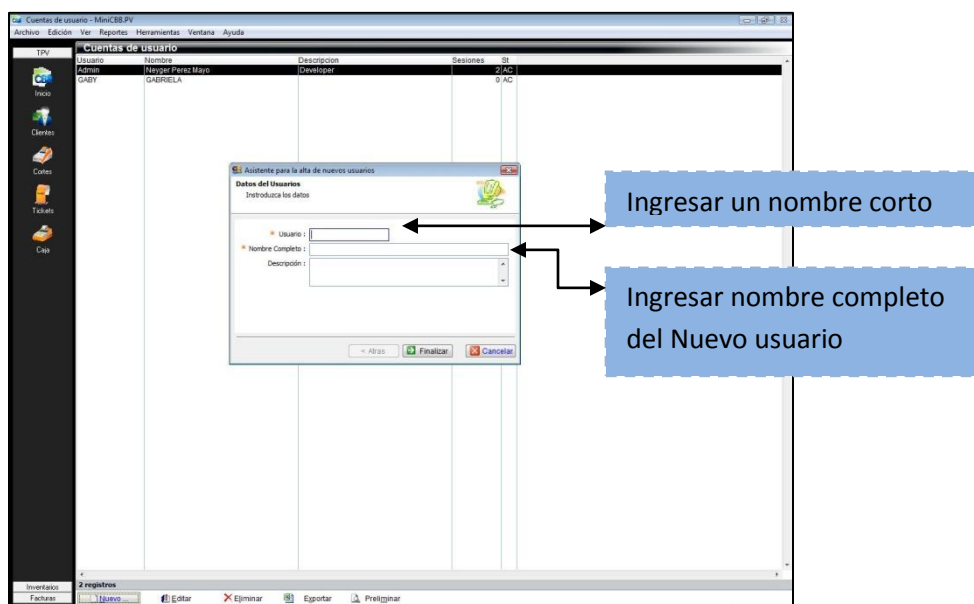 Cuentas de usuario - MiniCBB.PV
Archivo Edición Ver Reportes Herramientas Ventana Ayuda
TPV
Cuentas de usuario
Usuario Nombre Descripcion Sesiones St
Admin Neyger Perez Mayo Developer 2 AC
GABY GABRIELA 0 AC
Inicio
Clientes
Cortes
Tickets
Caja
Asistente para la alta de nuevos usuarios
Datos del Usuarios
Instroduzca los datos
* Usuario :
* Nombre Completo :
Descripción :
< Atras Finalizar Cancelar
Ingresar un nombre corto
Ingresar nombre completo
del Nuevo usuario
Inventarios
Facturas
2 registros
Nuevo ... Editar Eliminar Exportar Preliminar